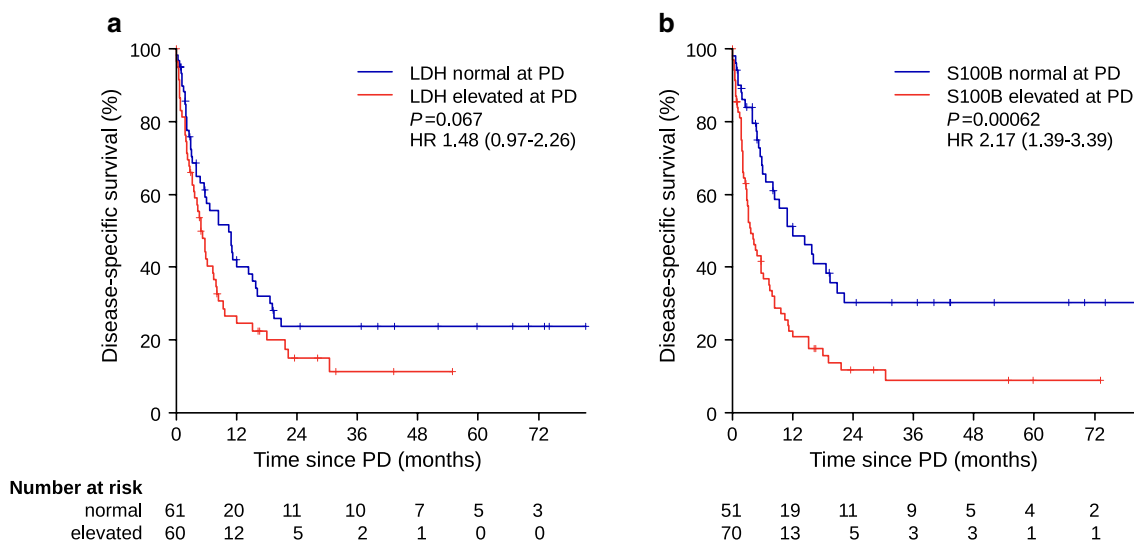 a
LDH normal at PD
LDH elevated at PD
P=0.067
HR 1.48 (0.97-2.26)
Disease-specific survival (%)
100
80
60
40
20
0
0 12 24 36 48 60 72
Time since PD (months)
b
S100B normal at PD
S100B elevated at PD
P=0.00062
HR 2.17 (1.39-3.39)
Disease-specific survival (%)
100
80
60
40
20
0
0 12 24 36 48 60 72
Time since PD (months)
Number at risk
normal 61 20 11 10 7 5 3
elevated 60 12 5 2 1 0 0
51 19 11 9 5 4 2
70 13 5 3 3 1 1